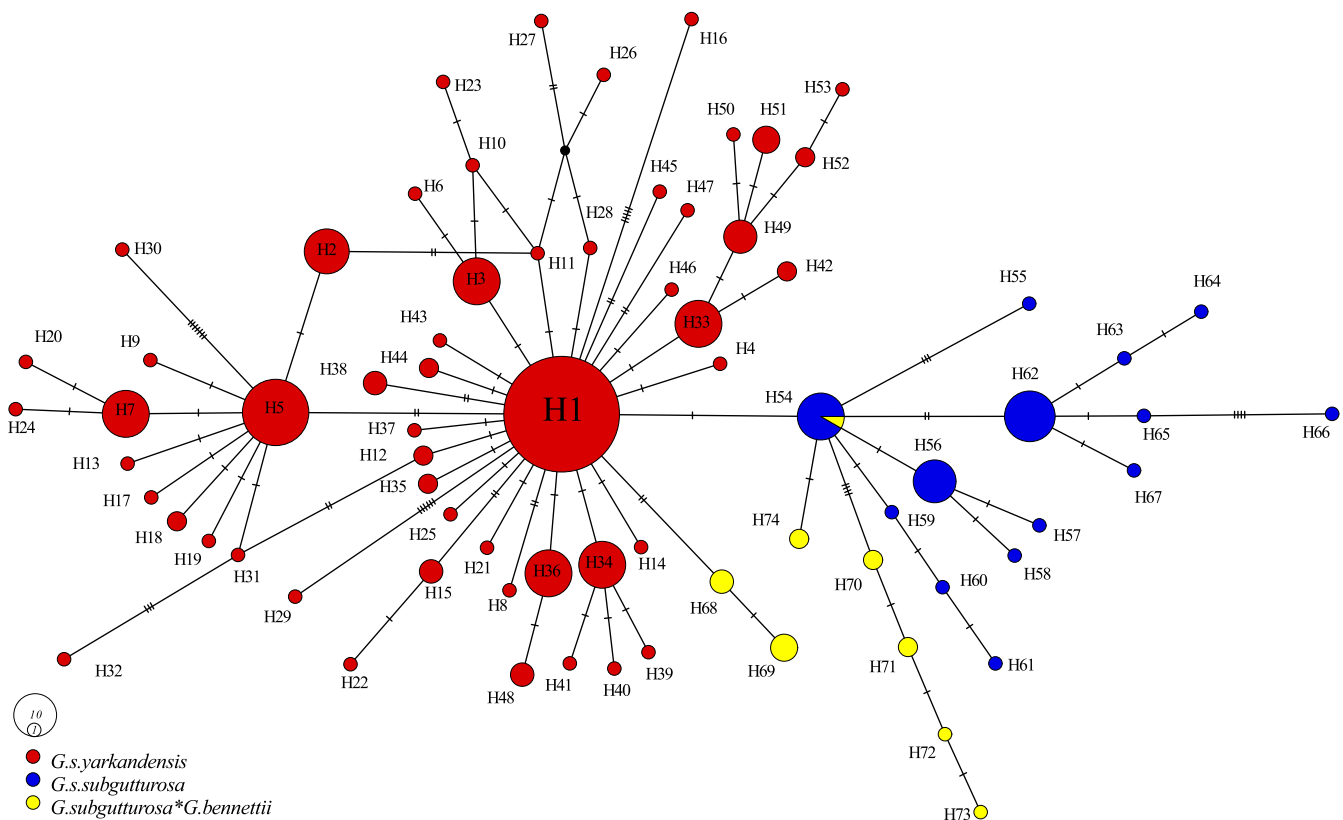 H27
H16
H26
H23
H53
H50
H51
H10
H52
H6
H45
H47
H28
H49
H30
H2
H11
H3
H46
H42
H55
H64
H43
H33
H20
H9
H44
H4
H63
H38
H62
H54
H7
H5
H1
H24
H37
H65
H66
H12
H56
H13
H35
H67
H17
H59
H74
H18
H25
H57
H19
H21
H14
H31
H36
H34
H70
H58
H15
H8
H60
H29
H68
H32
H22
H69
H71
H61
H48
H41
H40
H39
10
1
H72
G.s.yarkandensis
G.s.subgutturosa
G.subgutturosa*G.bennettii
H73